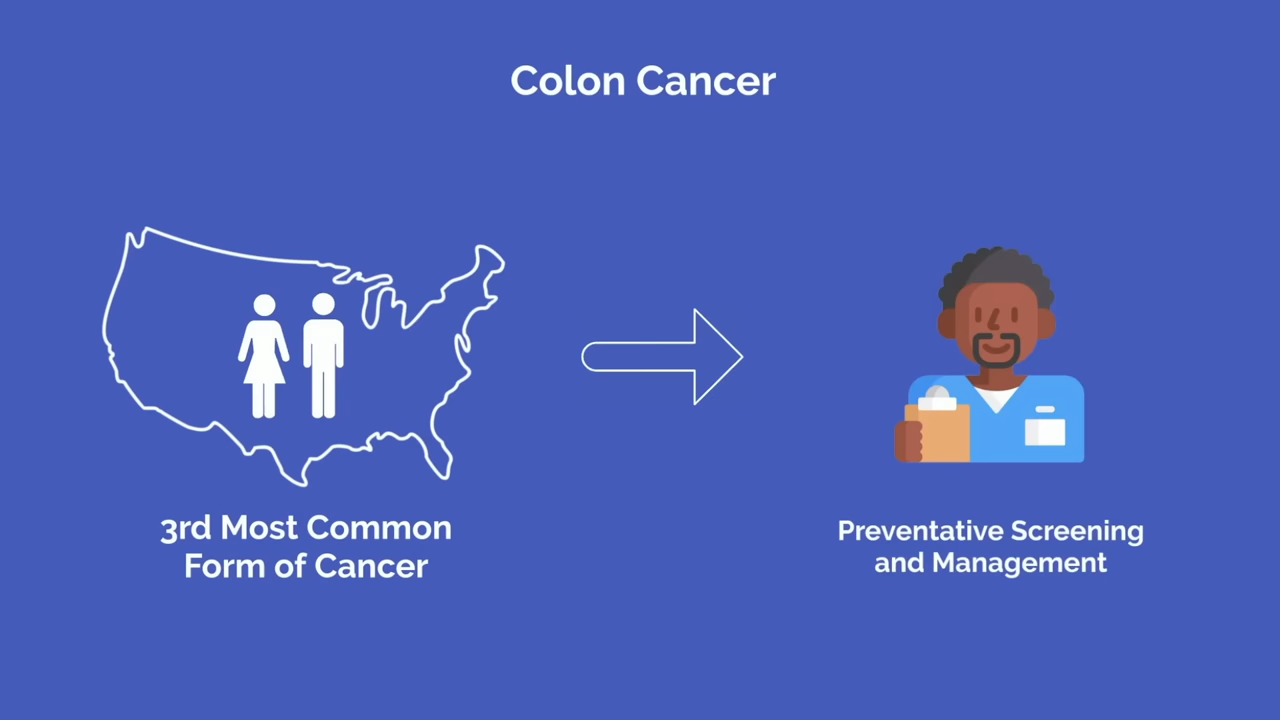 Colon Cancer
3rd Most Common
Form of Cancer
Preventative Screening
and Management